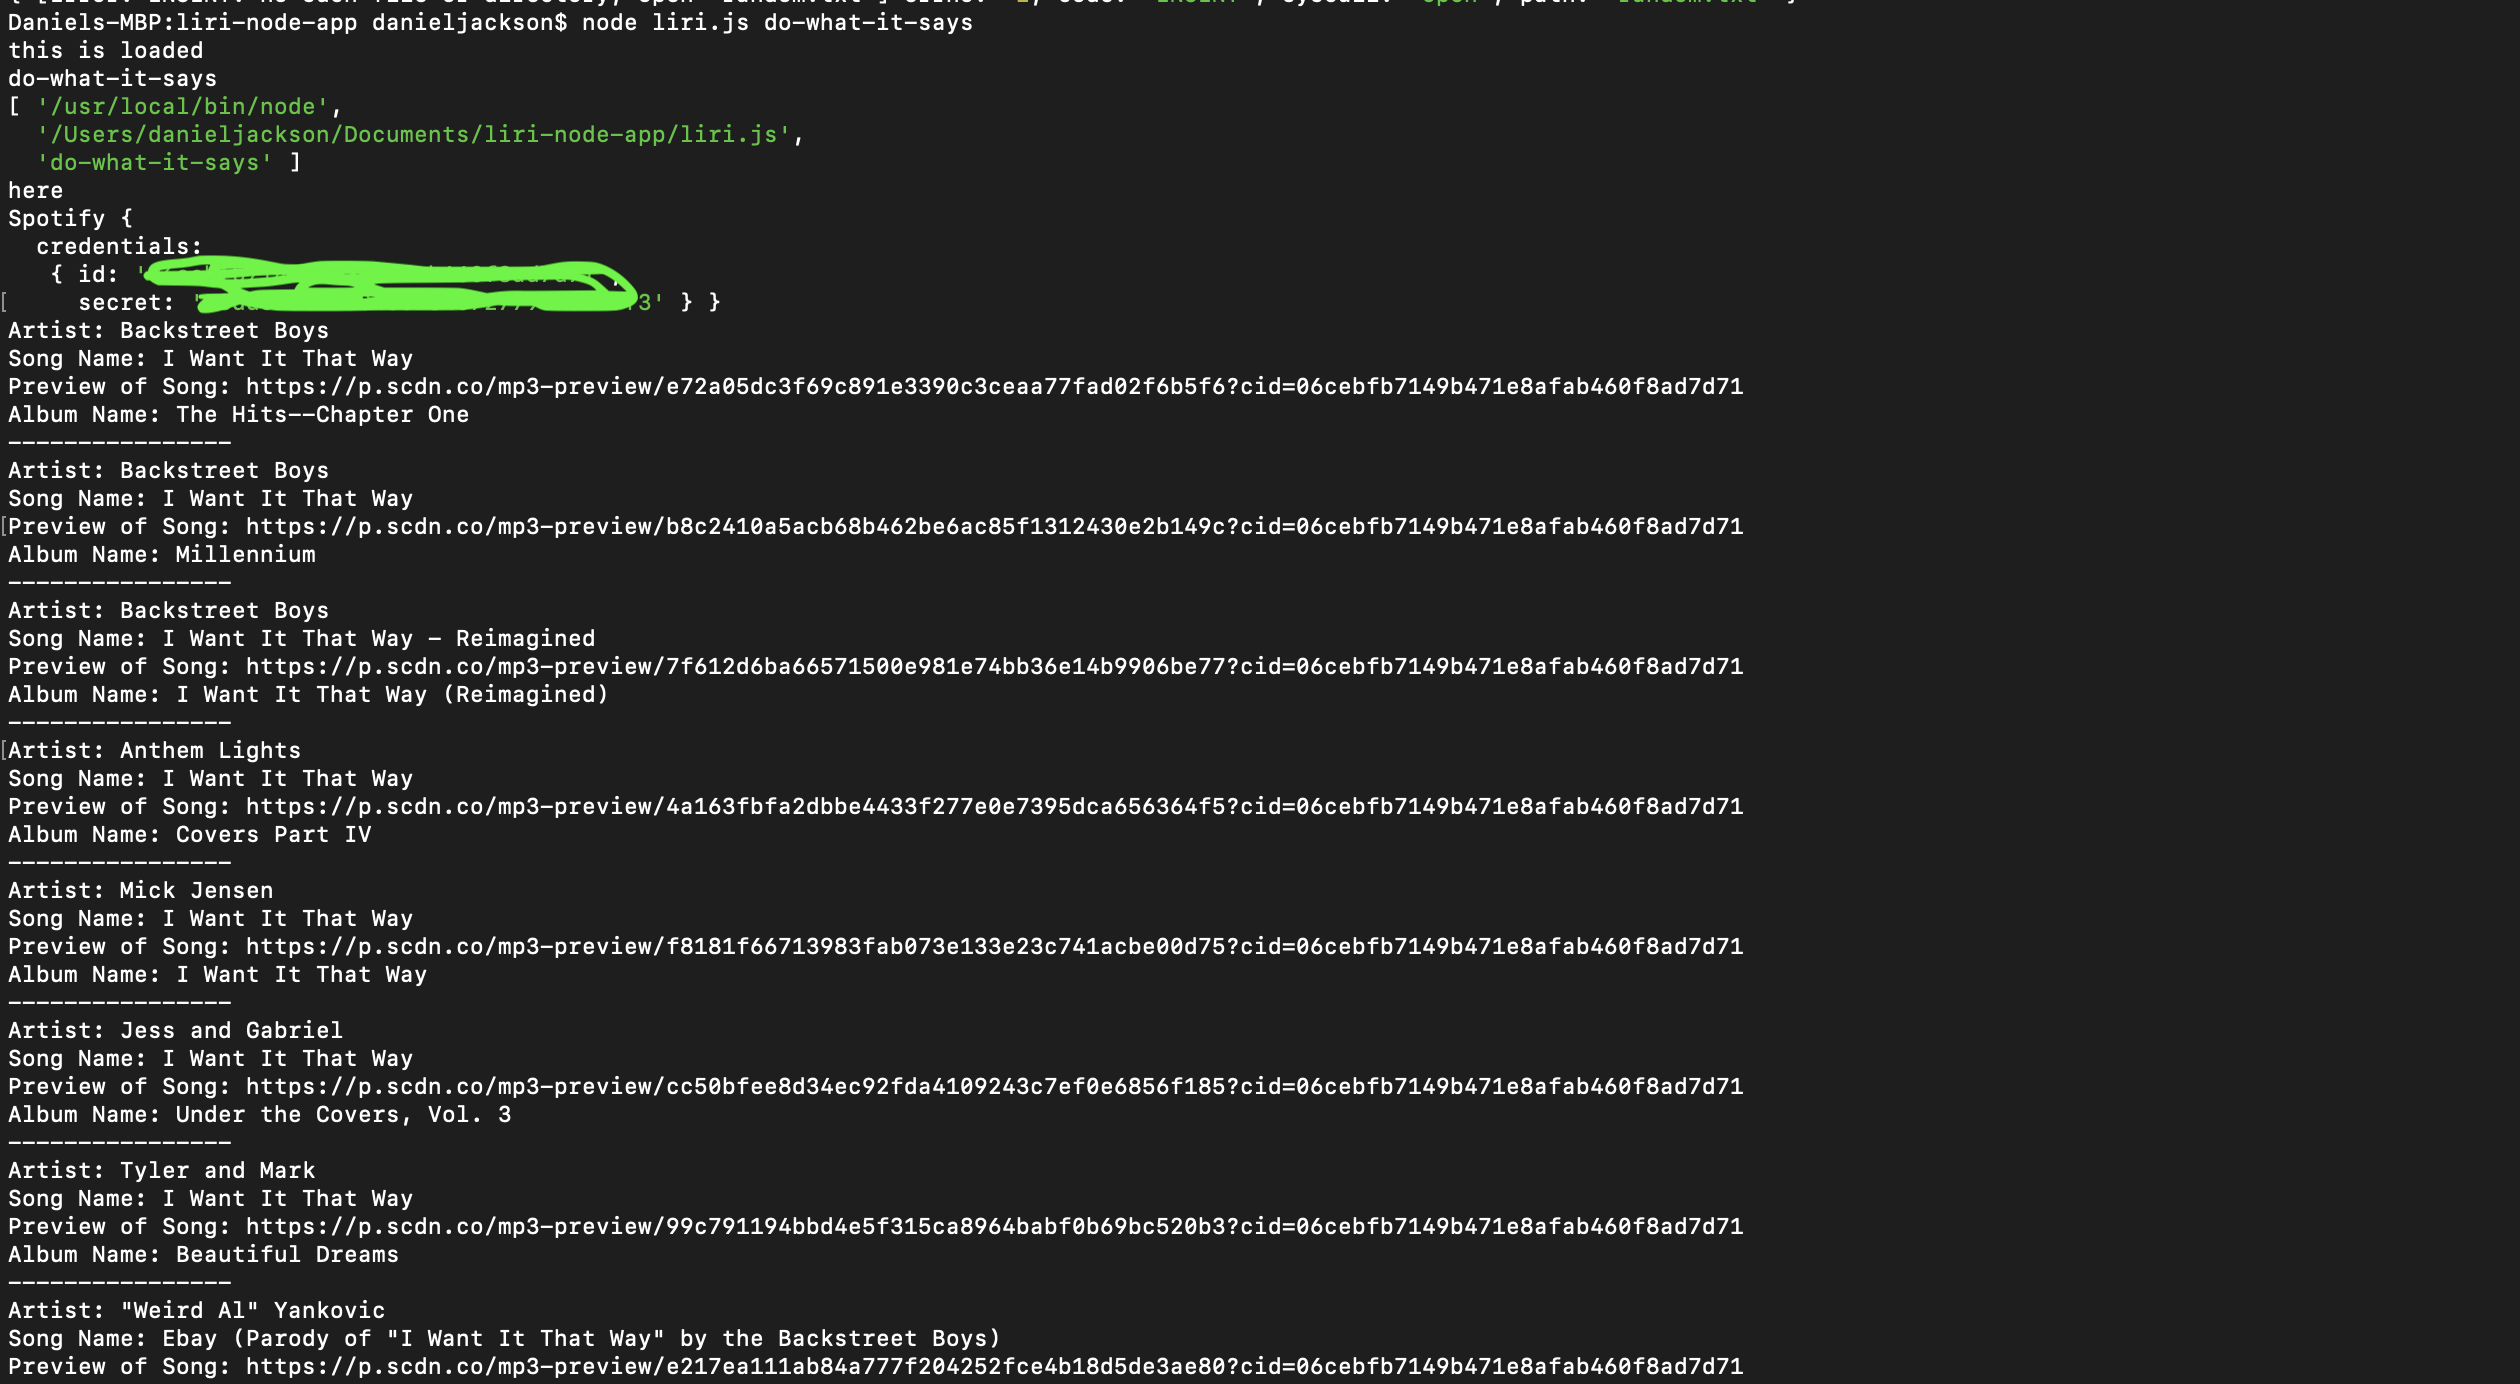 Daniels-MBP:liri-node-app danieljackson$ node liri.js do-what-it-says
this is loaded
do-what-it-says
[ '/usr/local/bin/node',
'/Users/danieljackson/Documents/liri-node-app/liri.js',
'do-what-it-says' ]
here
Spotify {
credentials:
{ id: '
secret: ' 3' } }
Artist: Backstreet Boys
Song Name: I Want It That Way
Preview of Song: https://p.scdn.co/mp3-preview/e72a05dc3f69c891e3390c3ceaa77fad02f6b5f6?cid=06cebfb7149b471e8afab460f8ad7d71
Album Name: The Hits--Chapter One
----------------
Artist: Backstreet Boys
Song Name: I Want It That Way
Preview of Song: https://p.scdn.co/mp3-preview/b8c2410a5acb68b462be6ac85f1312430e2b149c?cid=06cebfb7149b471e8afab460f8ad7d71
Album Name: Millennium
----------------
Artist: Backstreet Boys
Song Name: I Want It That Way - Reimagined
Preview of Song: https://p.scdn.co/mp3-preview/7f612d6ba66571500e981e74bb36e14b9906be77?cid=06cebfb7149b471e8afab460f8ad7d71
Album Name: I Want It That Way (Reimagined)
----------------
Artist: Anthem Lights
Song Name: I Want It That Way
Preview of Song: https://p.scdn.co/mp3-preview/4a163fbfa2dbbe4433f277e0e7395dca656364f5?cid=06cebfb7149b471e8afab460f8ad7d71
Album Name: Covers Part IV
----------------
Artist: Mick Jensen
Song Name: I Want It That Way
Preview of Song: https://p.scdn.co/mp3-preview/f8181f66713983fab073e133e23c741acbe00d75?cid=06cebfb7149b471e8afab460f8ad7d71
Album Name: I Want It That Way
----------------
Artist: Jess and Gabriel
Song Name: I Want It That Way
Preview of Song: https://p.scdn.co/mp3-preview/cc50bfee8d34ec92fda4109243c7ef0e6856f185?cid=06cebfb7149b471e8afab460f8ad7d71
Album Name: Under the Covers, Vol. 3
----------------
Artist: Tyler and Mark
Song Name: I Want It That Way
Preview of Song: https://p.scdn.co/mp3-preview/99c791194bbd4e5f315ca8964babf0b69bc520b3?cid=06cebfb7149b471e8afab460f8ad7d71
Album Name: Beautiful Dreams
----------------
Artist: "Weird Al" Yankovic
Song Name: Ebay (Parody of "I Want It That Way" by the Backstreet Boys)
Preview of Song: https://p.scdn.co/mp3-preview/e217ea111ab84a777f204252fce4b18d5de3ae80?cid=06cebfb7149b471e8afab460f8ad7d71